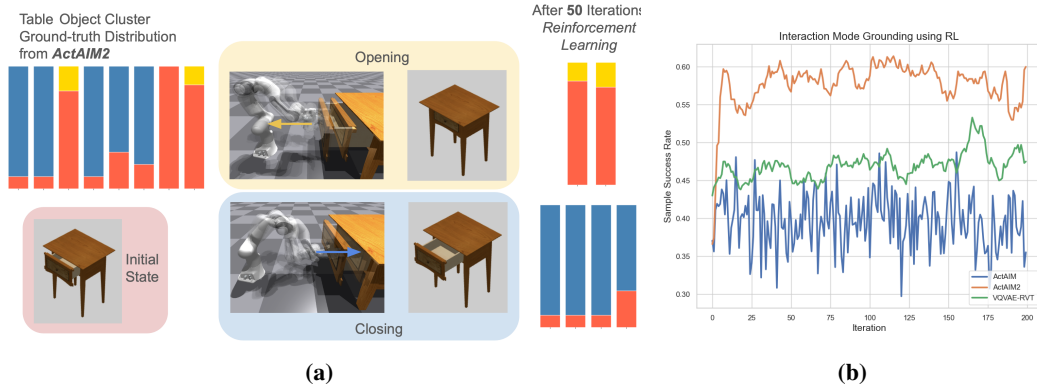 Table Object Cluster
Ground-truth Distribution
from ActAIM2
Opening
After 50 Iterations
Reinforcement
Learning
Initial
State
Closing
(a)
Interaction Mode Grounding using RL
Sample Success Rate
0.60
0.55
0.50
0.45
0.40
0.35
0.30
0 25 50 75 100 125 150 175 200
Iteration
ActAIM
ActAIM2
VQVAE-RVT
(b)